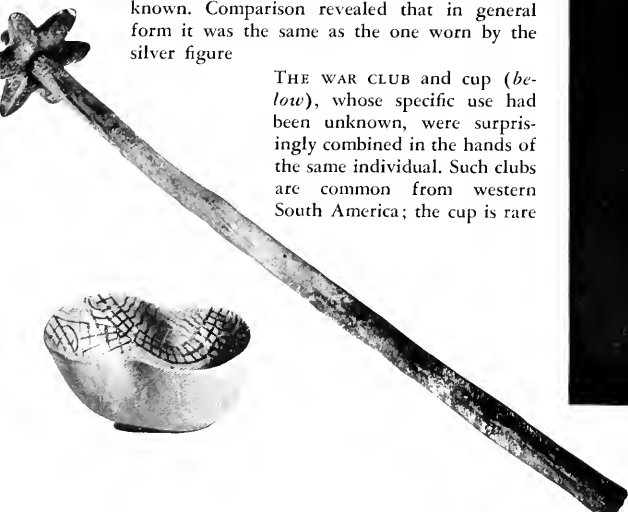 known. Comparison revealed that in general
form it was the same as the one worn by the
silver figure
THE WAR CLUB and cup (be-
low), whose specific use had
been unknown, were surpris-
ingly combined in the hands of
the same individual. Such clubs
are common from western
South America; the cup is rare